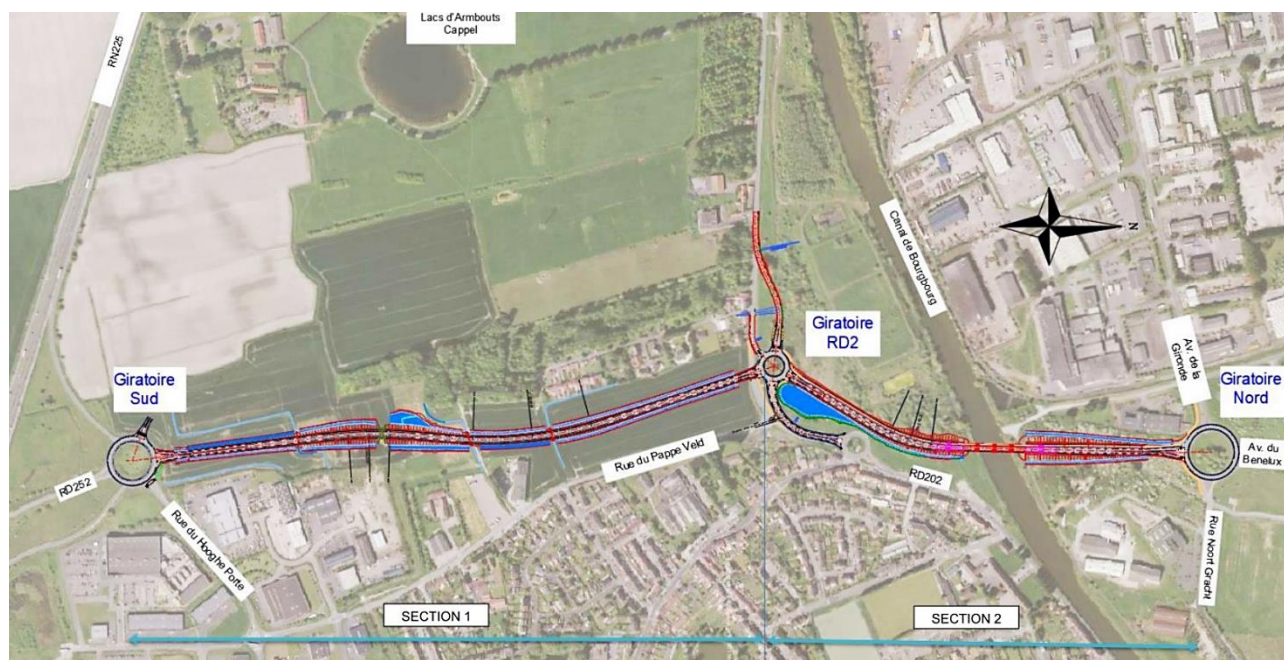 RN225
Lacs d'Armbouts
Cappel
Canal de Bourgbourg
N
Giratoire
RD2
Av. de la
Gironde
Giratoire
Nord
Giratoire
Sud
Av. du
Benelux
Rue du Pappe Veld
RD202
RD252
Rue du Hooghe Porte
Rue Noort Gracht
SECTION 1
SECTION 2